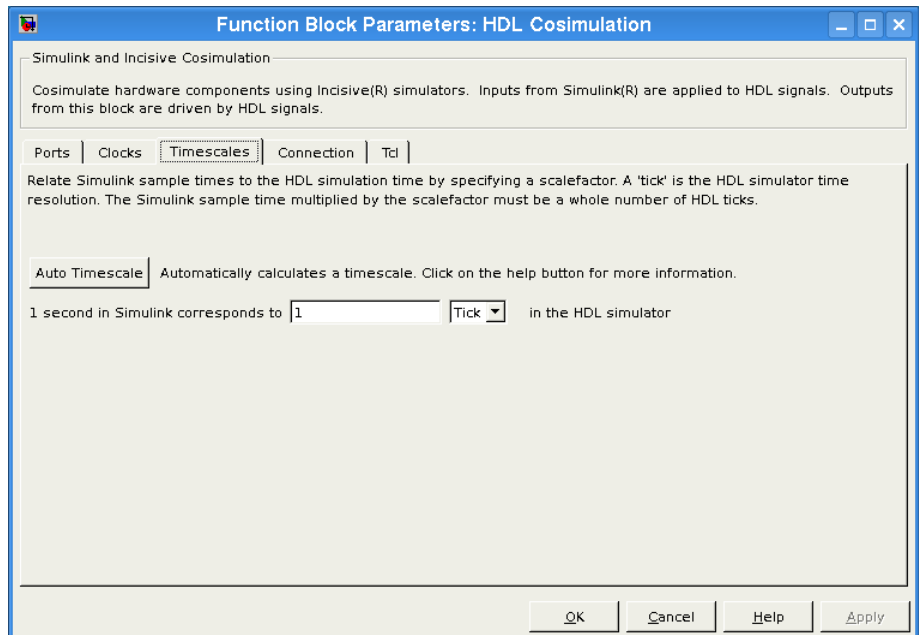 Function Block Parameters: HDL Cosimulation
Simulink and Incisive Cosimulation
Cosimulate hardware components using Incisive(R) simulators. Inputs from Simulink(R) are applied to HDL signals. Outputs
from this block are driven by HDL signals.
Ports Clocks Timescales Connection Tcl
Relate Simulink sample times to the HDL simulation time by specifying a scalefactor. A 'tick' is the HDL simulator time
resolution. The Simulink sample time multiplied by the scalefactor must be a whole number of HDL ticks.
Auto Timescale Automatically calculates a timescale. Click on the help button for more information.
1 second in Simulink corresponds to 1 Tick in the HDL simulator
OK Cancel Help Apply